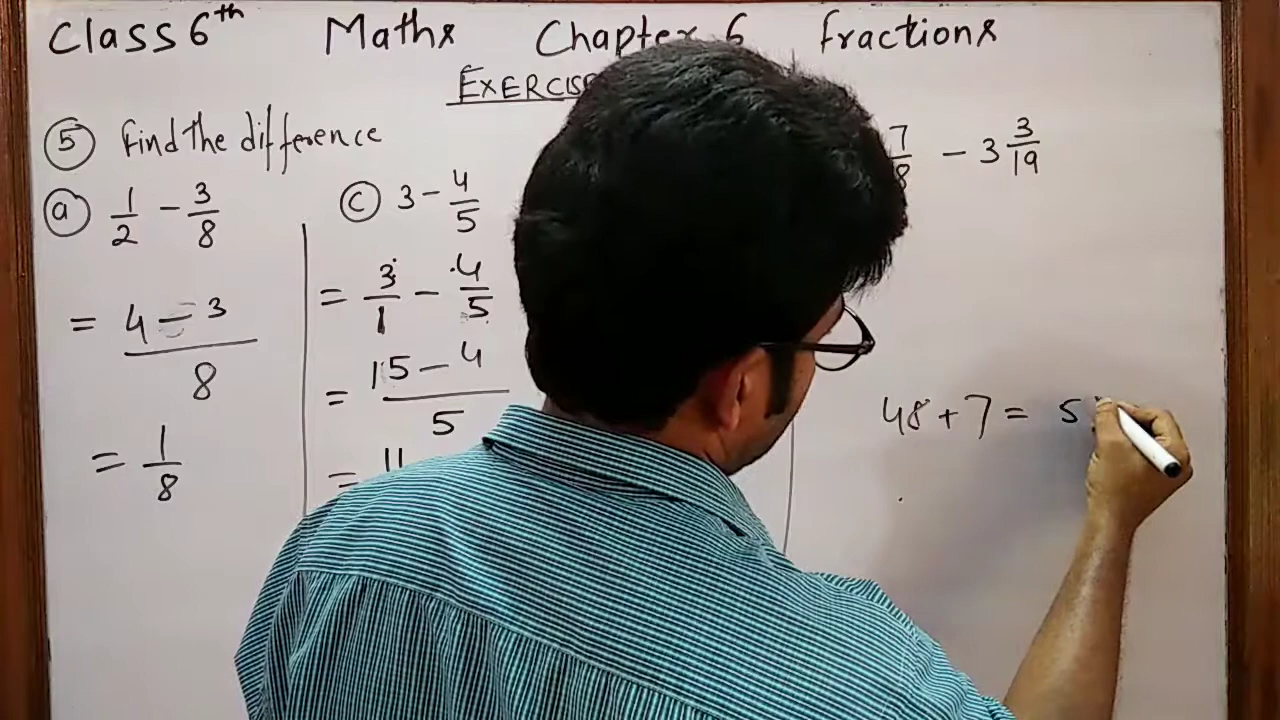 Class 6th Maths Chapter 6 fractions
EXERCISE
5 Find the difference
a 1/2 - 3/8
= 4 - 3 / 8
= 1/8
c 3 - 4/5
= 3/1 - 4/5
= 15 - 4 / 5
= 11
7/8 - 3 3/19
48 + 7 = 5